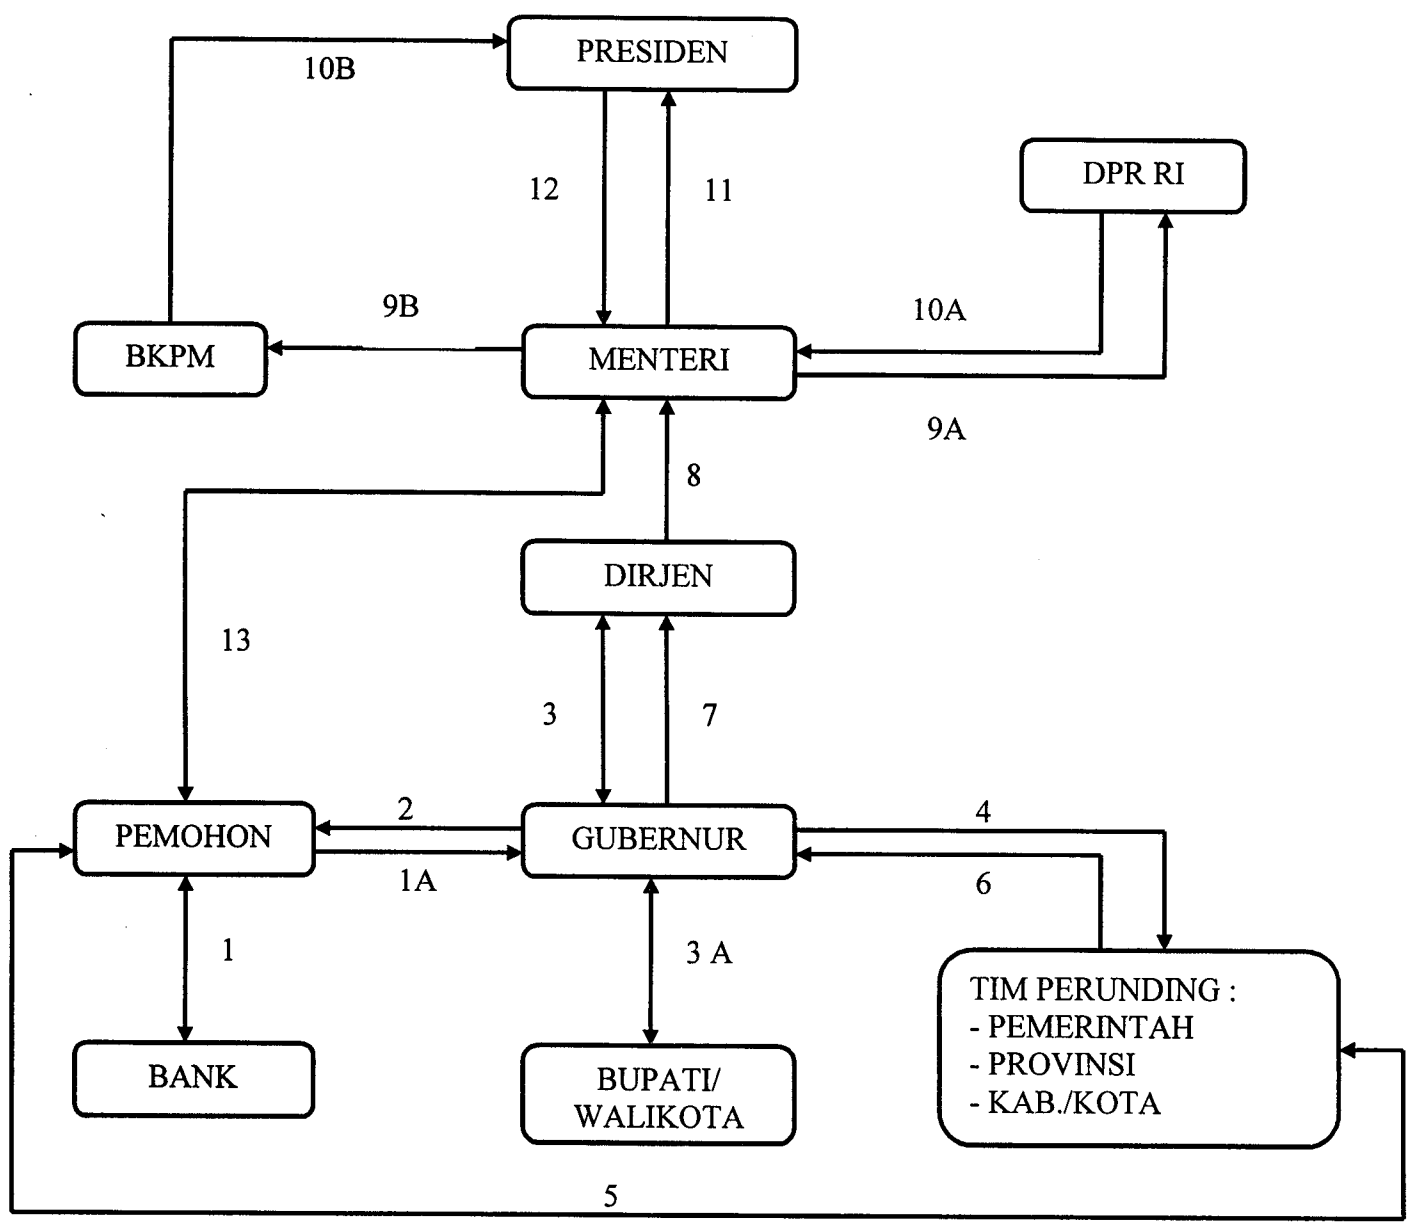 PRESIDEN
10B
DPR RI
12
11
9B
10A
BKPM
MENTERI
9A
8
DIRJEN
13
3
7
2
4
PEMOHON
GUBERNUR
1A
6
1
3 A
TIM PERUNDING :
- PEMERINTAH
- PROVINSI
- KAB./KOTA
BANK
BUPATI/
WALIKOTA
5